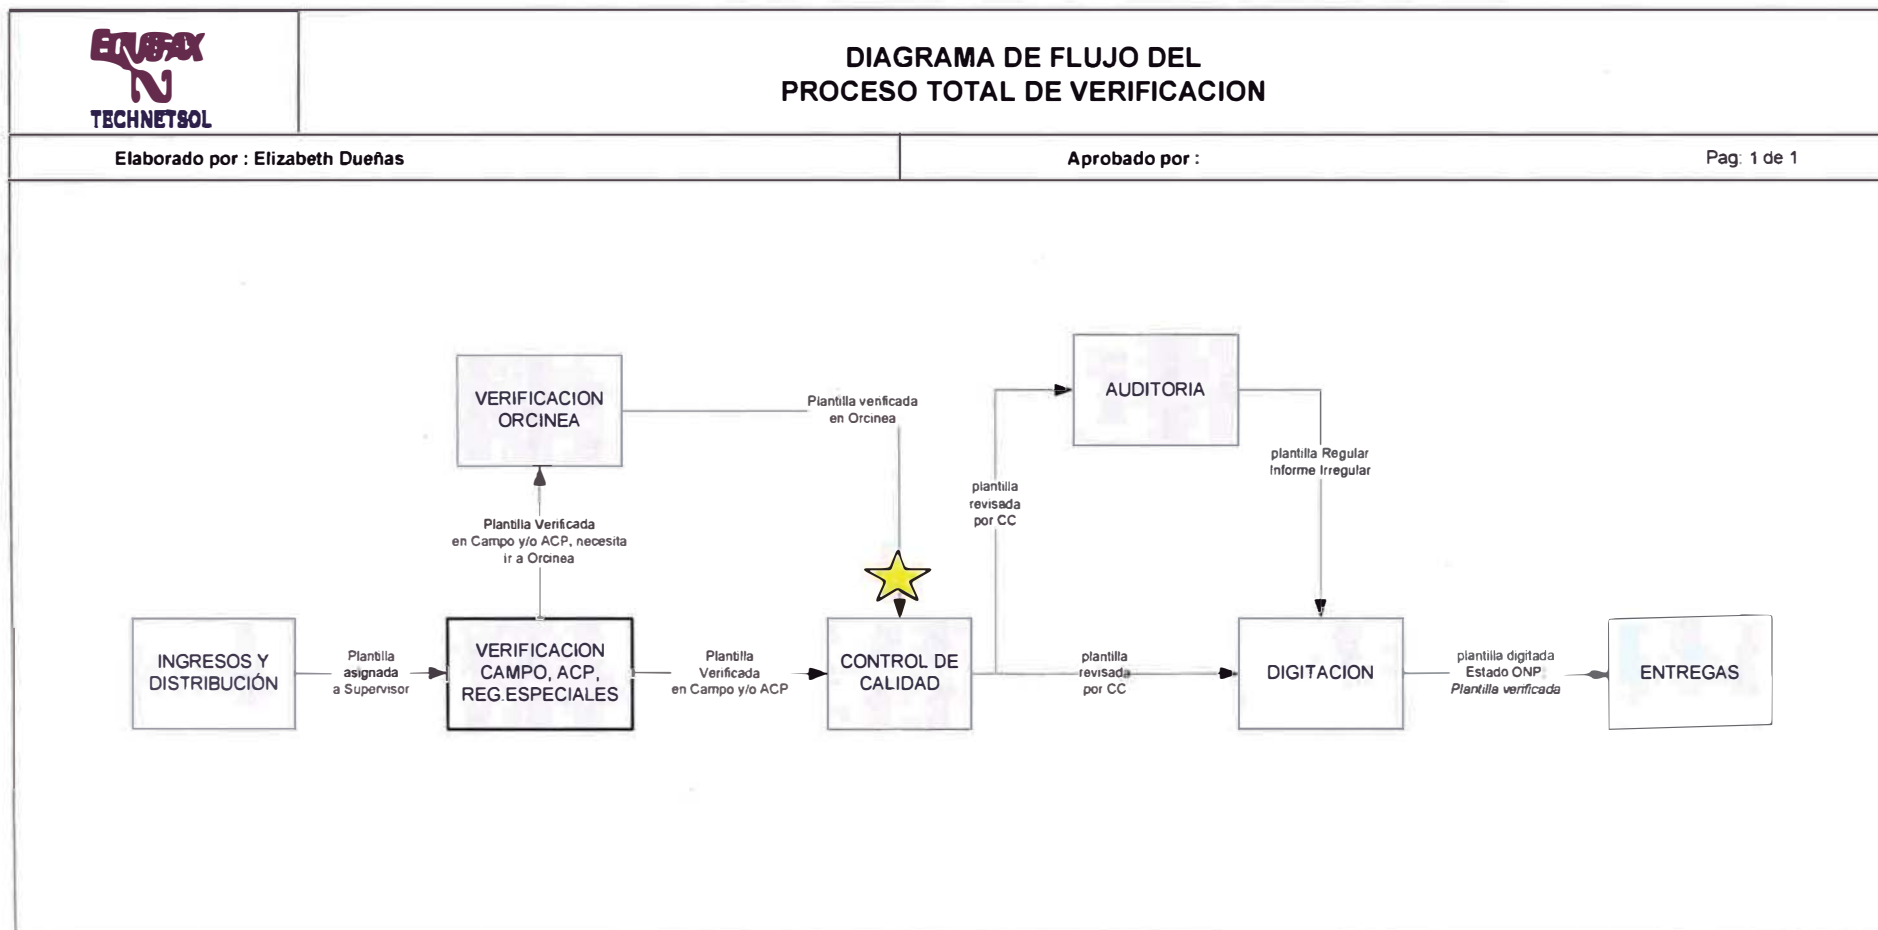 EQUIFAX
TECHNETSOL
DIAGRAMA DE FLUJO DEL
PROCESO TOTAL DE VERIFICACION
Elaborado por : Elizabeth Dueñas
Aprobado por :
Pag: 1 de 1
VERIFICACION
ORCINEA
Plantilla verificada
en Orcinea
AUDITORIA
plantilla Regular
Informe Irregular
plantilla
revisada
por CC
Plantilla Verificada
en Campo y/o ACP, necesita
ir a Orcinea
INGRESOS Y
DISTRIBUCIÓN
Plantilla
asignada
a Supervisor
VERIFICACION
CAMPO, ACP,
REG.ESPECIALES
Plantilla
Verificada
en Campo y/o ACP
CONTROL DE
CALIDAD
plantilla
revisada
por CC
DIGITACION
plantilla digitada
Estado ONP:
Plantilla verificada
ENTREGAS